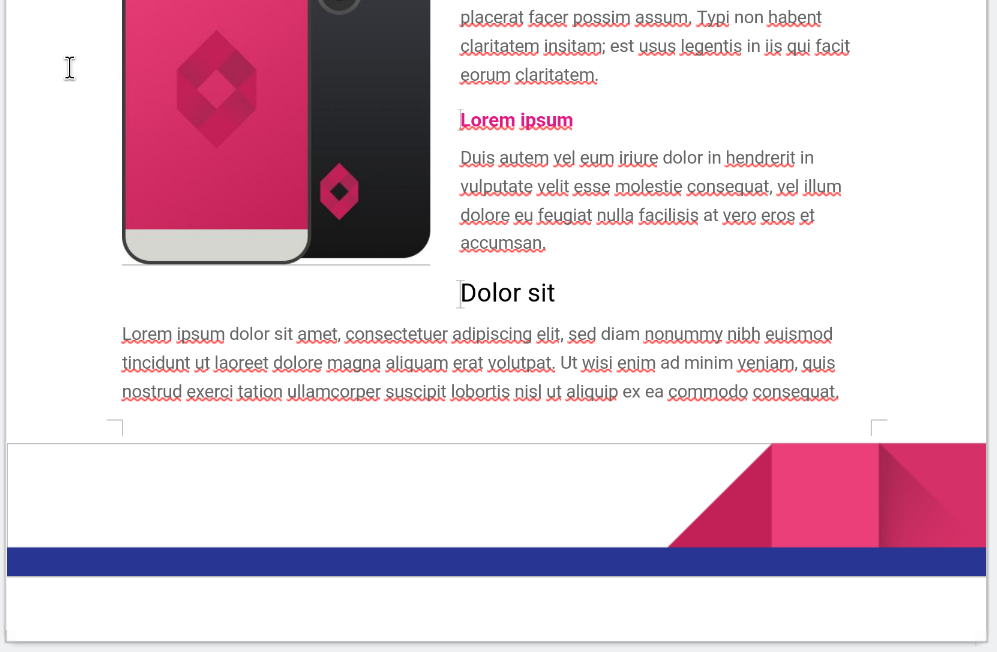 placerat facer possim assum. Typi non habent
claritatem insitam; est usus legentis in iis qui facit
eorum claritatem.
Lorem ipsum
Duis autem vel eum iriure dolor in hendrerit in
vulputate velit esse molestie consequat, vel illum
dolore eu feugiat nulla facilisis at vero eros et
accumsan.
Dolor sit
Lorem ipsum dolor sit amet, consectetuer adipiscing elit, sed diam nonummy nibh euismod
tincidunt ut laoreet dolore magna aliquam erat volutpat. Ut wisi enim ad minim veniam, quis
nostrud exerci tation ullamcorper suscipit lobortis nisl ut aliquip ex ea commodo consequat.